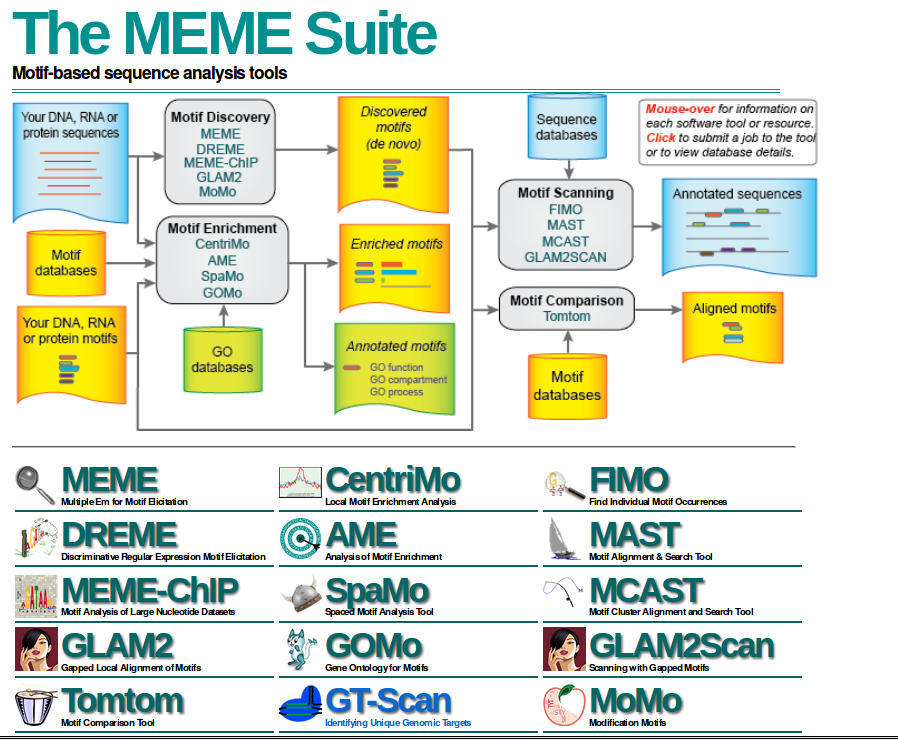 The MEME Suite
Motif-based sequence analysis tools
Your DNA, RNA or
protein sequences
Motif Discovery
MEME
DREME
MEME-ChIP
GLAM2
MoMo
Discovered
motifs
(de novo)
Sequence
databases
Mouse-over for information on
each software tool or resource.
Click to submit a job to the tool
or to view database details.
Motif Scanning
FIMO
MAST
MCAST
GLAM2SCAN
Annotated sequences
Motif
databases
Motif Enrichment
CentriMo
AME
SpaMo
GOMo
Enriched motifs
Your DNA, RNA
or protein motifs
GO
databases
Annotated motifs
GO function
GO compartment
GO process
Motif Comparison
Tomtom
Aligned motifs
Motif
databases
MEME
Multiple Em for Motif Elicitation
CentriMo
Local Motif Enrichment Analysis
FIMO
Find Individual Motif Occurrences
DREME
Discriminative Regular Expression Motif Elicitation
AME
Analysis of Motif Enrichment
MAST
Motif Alignment & Search Tool
MEME-ChIP
Motif Analysis of Large Nucleotide Datasets
SpaMo
Spaced Motif Analysis Tool
MCAST
Motif Cluster Alignment and Search Tool
GLAM2
Gapped Local Alignment of Motifs
GOMo
Gene Ontology for Motifs
GLAM2Scan
Scanning with Gapped Motifs
Tomtom
Motif Comparison Tool
GT-Scan
Identifying Unique Genomic Targets
MoMo
Modification Motifs